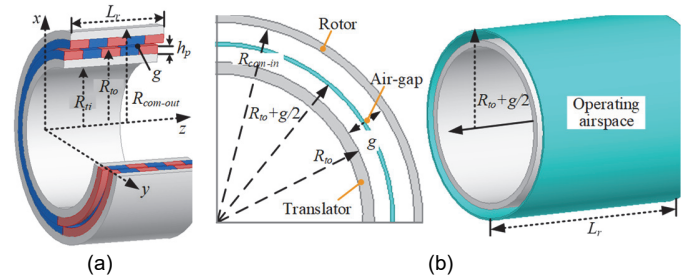 x
L_r
h_p
g
R_to
R_ti
R_com-out
z
y
(a)
Rotor
R_com-in
Air-gap
R_to+g/2
g
R_to
Translator
R_to+g/2
Operating
airspace
L_r
(b)